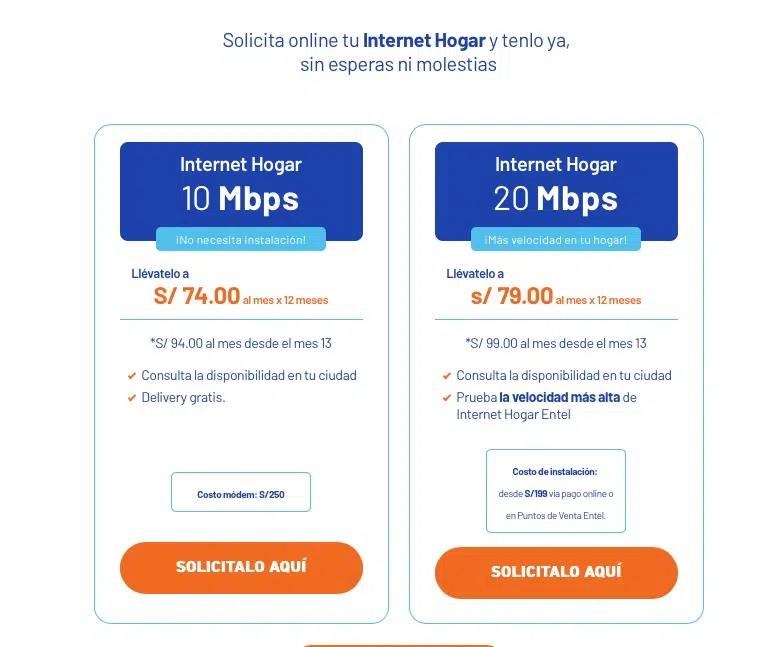 Solicita online tu Internet Hogar y tenlo ya,
sin esperas ni molestias
Internet Hogar
10 Mbps
¡No necesita instalación!
Llévatelo a
S/ 74.00 al mes x 12 meses
*S/ 94.00 al mes desde el mes 13
Consulta la disponibilidad en tu ciudad
Delivery gratis.
Costo módem: S/250
SOLICITALO AQUÍ
Internet Hogar
20 Mbps
¡Más velocidad en tu hogar!
Llévatelo a
s/ 79.00 al mes x 12 meses
*S/ 99.00 al mes desde el mes 13
Consulta la disponibilidad en tu ciudad
Prueba la velocidad más alta de
Internet Hogar Entel
Costo de instalación:
desde S/199 vía pago online o
en Puntos de Venta Entel.
SOLICITALO AQUÍ